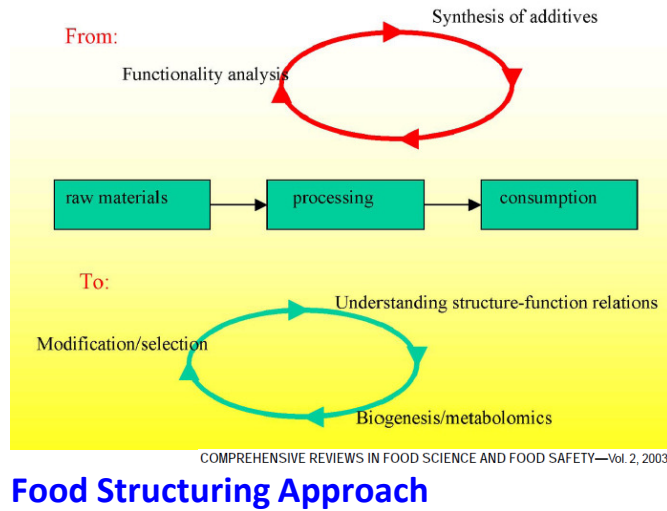 Synthesis of additives
From:
Functionality analysis
raw materials
processing
consumption
To:
Understanding structure-function relations
Modification/selection
Biogenesis/metabolomics
COMPREHENSIVE REVIEWS IN FOOD SCIENCE AND FOOD SAFETY—Vol. 2, 2003
Food Structuring Approach